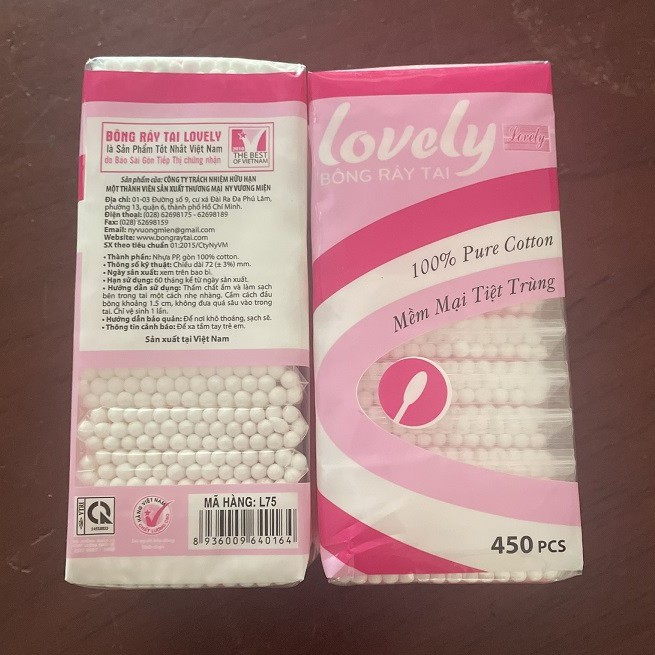 BÔNG RÁY TAI LOVELY
là Sản Phẩm Tốt Nhất Việt Nam
do Báo Sài Gòn Tiếp Thị chứng nhận
THE BEST
OF VIETNAM
Sản phẩm của: CÔNG TY TRÁCH NHIỆM HỮU HẠN
MỘT THÀNH VIÊN SẢN XUẤT THƯƠNG MẠI NY VƯƠNG MIỆN
Địa chỉ: 01-03 Đường số 9, cư xá Đài Ra Đa Phú Lâm,
phường 13, quận 6, thành phố Hồ Chí Minh.
Điện thoại: (028) 62698175 - 62698189
Fax: (028) 62698159
Email: nyvuongmien@gmail.com
Website: www.bongraytai.com
SX theo tiêu chuẩn 01:2015/CtyNyVM
• Thành phần: Nhựa PP, gòn 100% cotton.
• Thông số kỹ thuật: Chiều dài 72 (± 3%) mm.
• Ngày sản xuất: xem trên bao bì.
• Hạn sử dụng: 60 tháng kể từ ngày sản xuất.
• Hướng dẫn sử dụng: Thấm chất ẩm và làm sạch
bên trong tai một cách nhẹ nhàng. Cầm cách đầu
bông khoảng 1.5 cm, không đưa quá sâu vào trong
tai. Chỉ vệ sinh 1 lần.
• Hướng dẫn bảo quản: Để nơi khô thoáng, sạch sẽ.
• Thông tin cảnh báo: Để xa tầm tay trẻ em.
Sản xuất tại Việt Nam
HÀNG VIỆT NAM
CHẤT LƯỢNG CAO
MÃ HÀNG: L75
8 936009 640164
lovely
Lovely
BÔNG RÁY TAI
100% Pure Cotton
Mềm Mại Tiệt Trùng
450 PCS